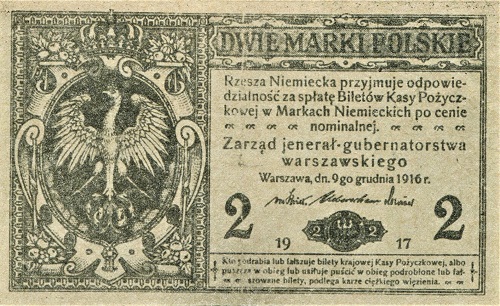 DWIE MARKI POLSKIE
Rzesza Niemiecka przyjmuje odpowie-
dzialność za spłatę Biletów Kasy Pożycz-
kowej w Markach Niemieckich po cenie
nominalnej.
Zarząd jenerał-gubernatorstwa
warszawskiego
Warszawa, dn. 9go grudnia 1916 r.
2 2
19 17
Kto podrabia lub fałszuje bilety krajowej Kasy Pożyczkowej, albo
puszcza w obieg lub usiłuje puścić w obieg podrobione lub fał-
szowane bilety, podlega karze ciężkiego więzienia.